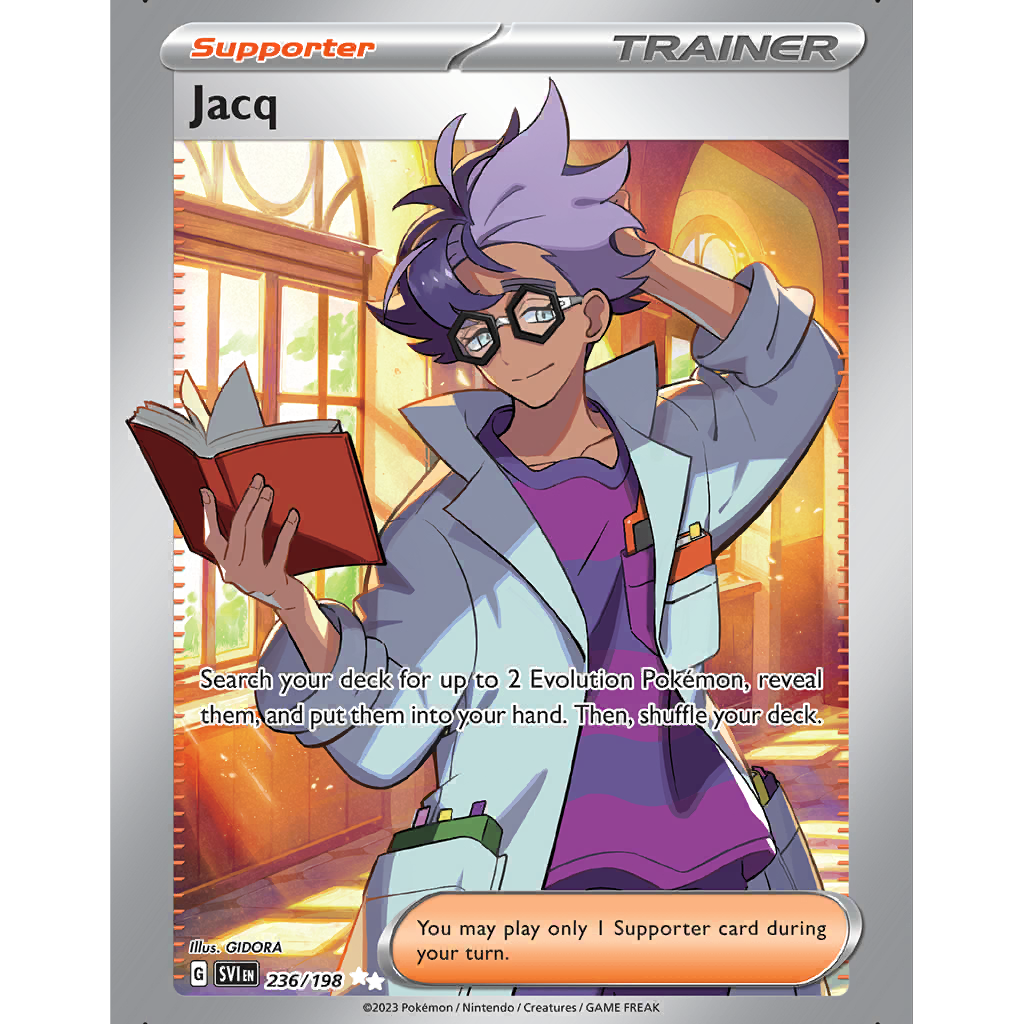 Supporter
TRAINER
Jacq
Search your deck for up to 2 Evolution Pokémon, reveal
them, and put them into your hand. Then, shuffle your deck.
You may play only 1 Supporter card during
your turn.
Illus. GIDORA
G SVI EN 236/198
©2023 Pokémon / Nintendo / Creatures / GAME FREAK